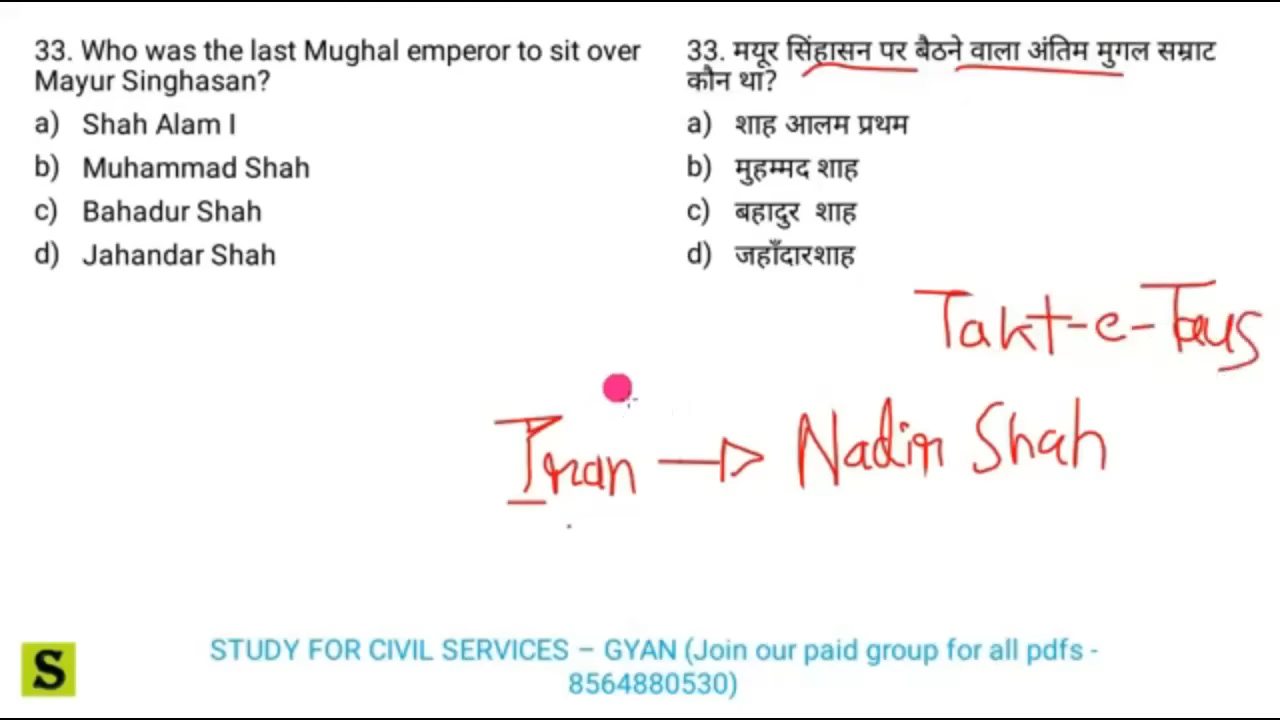 33. Who was the last Mughal emperor to sit over
Mayur Singhasan?
a) Shah Alam I
b) Muhammad Shah
c) Bahadur Shah
d) Jahandar Shah
33. मयूर सिंहासन पर बैठने वाला अंतिम मुगल सम्राट
कौन था?
a) शाह आलम प्रथम
b) मुहम्मद शाह
c) बहादुर शाह
d) जहाँदारशाह
Takt-e-Taus
Iran → Nadir Shah
S
STUDY FOR CIVIL SERVICES – GYAN (Join our paid group for all pdfs -
8564880530)